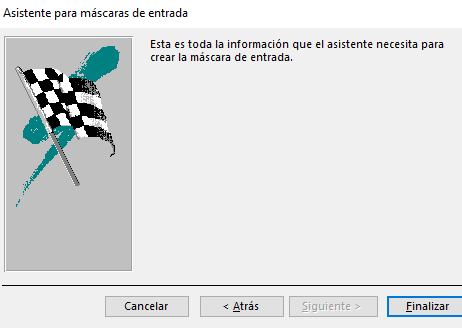 Asistente para máscaras de entrada
Esta es toda la información que el asistente necesita para
crear la máscara de entrada.
Cancelar
< Atrás
Siguiente >
Finalizar